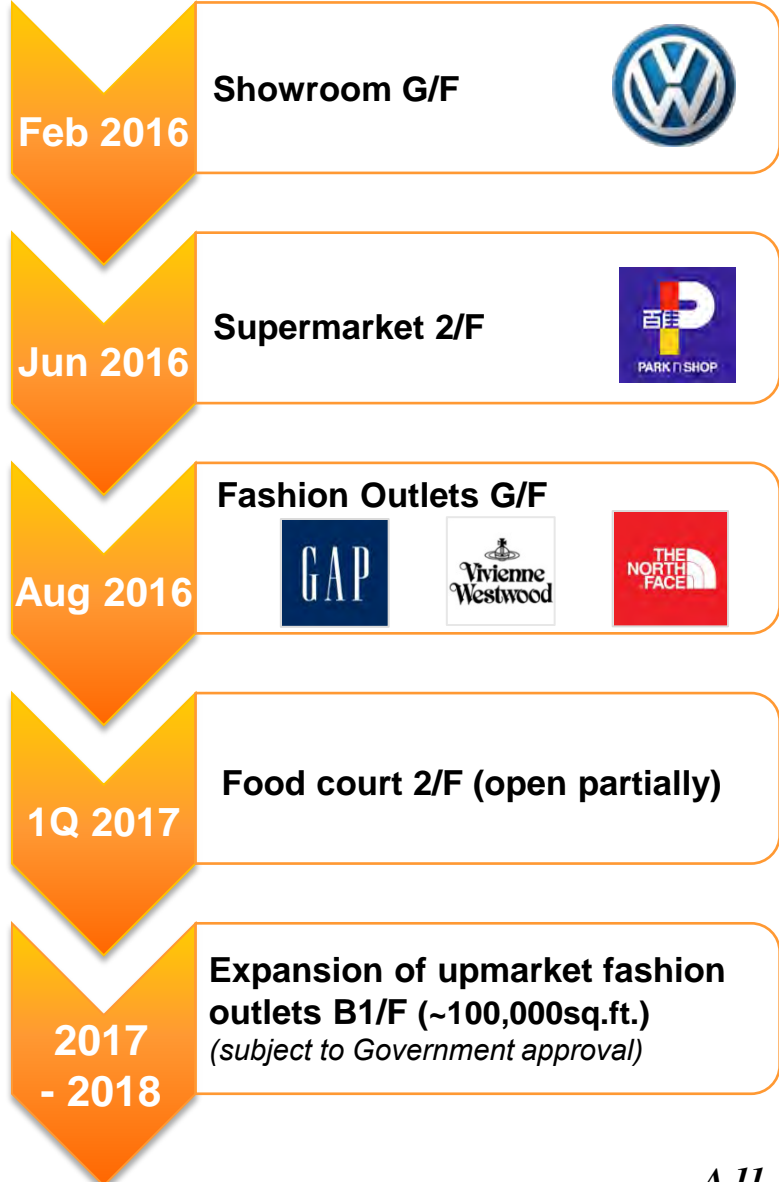 Feb 2016
Showroom G/F
VW
Jun 2016
Supermarket 2/F
百佳
P
PARK N SHOP
Aug 2016
Fashion Outlets G/F
GAP
Vivienne
Westwood
THE
NORTH
FACE
1Q 2017
Food court 2/F (open partially)
2017
- 2018
Expansion of upmarket fashion
outlets B1/F (~100,000sq.ft.)
(subject to Government approval)
A.11